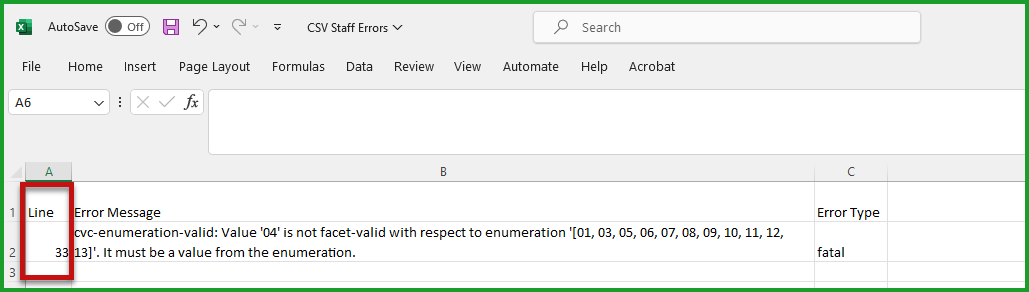 AutoSave Off CSV Staff Errors Search
File Home Insert Page Layout Formulas Data Review View Automate Help Acrobat
A6 fx
A B C
1 Line Error Message Error Type
cvc-enumeration-valid: Value '04' is not facet-valid with respect to enumeration '[01, 03, 05, 06, 07, 08, 09, 10, 11, 12,
2 33 13]'. It must be a value from the enumeration. fatal
3